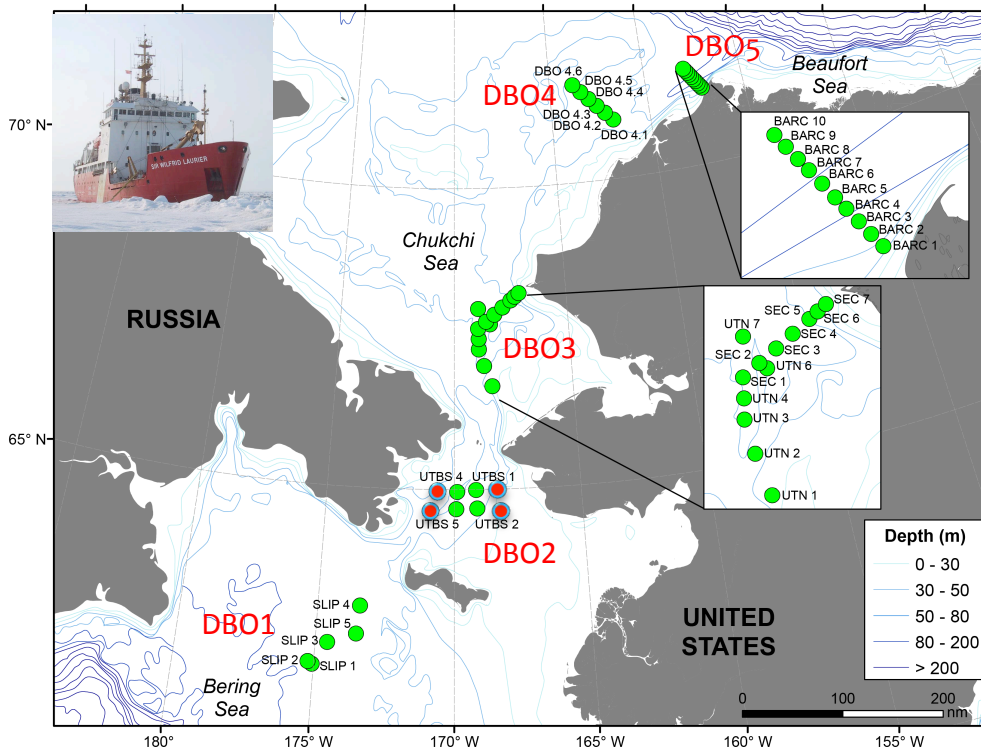 SIR WILFRID LAURIER
DBO5
Beaufort
Sea
DBO4
DBO 4.6
DBO 4.5
DBO 4.4
DBO 4.3
DBO 4.2
DBO 4.1
70° N
BARC 10
BARC 9
BARC 8
BARC 7
BARC 6
BARC 5
BARC 4
BARC 3
BARC 2
BARC 1
Chukchi
Sea
RUSSIA
DBO3
SEC 7
SEC 5
SEC 6
UTN 7
SEC 4
SEC 3
SEC 2
UTN 6
SEC 1
UTN 4
UTN 3
UTN 2
UTN 1
65° N
UTBS 4
UTBS 1
UTBS 5
UTBS 2
DBO2
DBO1
SLIP 4
SLIP 5
SLIP 3
SLIP 2
SLIP 1
Bering
Sea
UNITED
STATES
Depth (m)
0 - 30
30 - 50
50 - 80
80 - 200
> 200
0 100 200
nm
180° 175° W 170° W 165° W 160° W 155° W